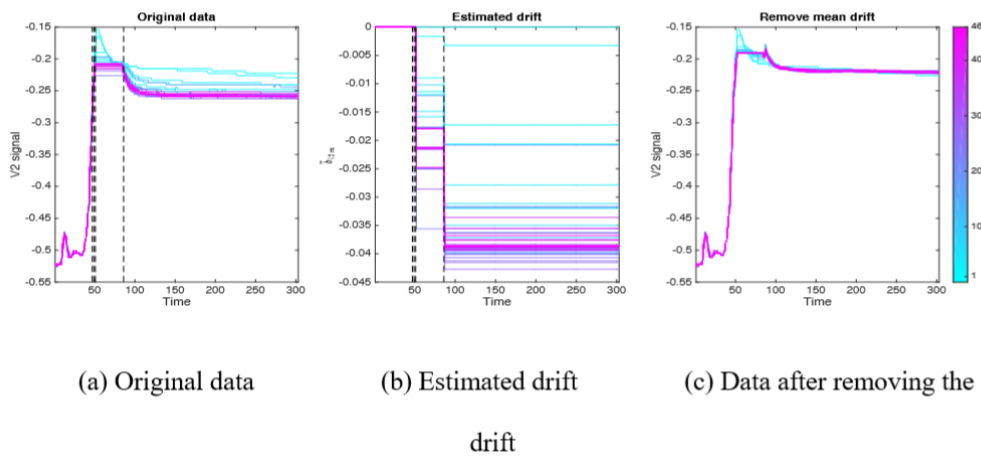 Original data
-0.15
-0.2
-0.25
-0.3
-0.35
-0.4
-0.45
-0.5
-0.55
V2 signal
50 100 150 200 250 300
Time
Estimated drift
0
-0.005
-0.01
-0.015
-0.02
-0.025
-0.03
-0.035
-0.04
-0.045
50 100 150 200 250 300
Time
Remove mean drift
-0.15
-0.2
-0.25
-0.3
-0.35
-0.4
-0.45
-0.5
-0.55
V2 signal
50 100 150 200 250 300
Time
46
40
30
20
10
1
(a) Original data
(b) Estimated drift
(c) Data after removing the
drift